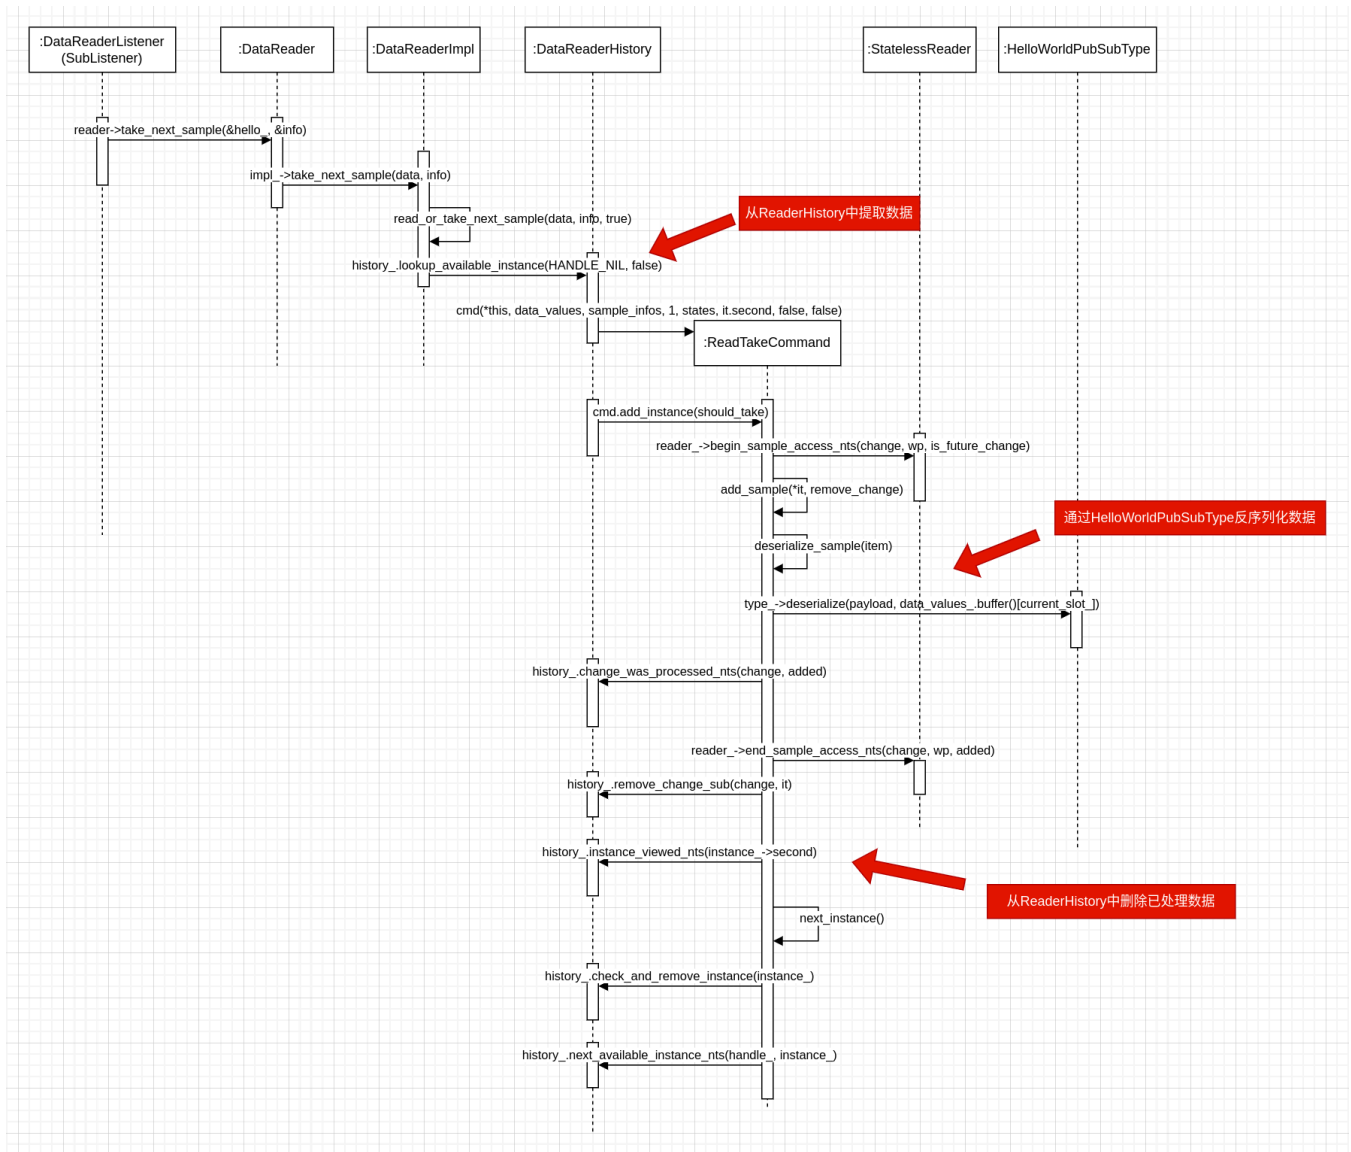 :DataReaderListener
(SubListener)
:DataReader
:DataReaderImpl
:DataReaderHistory
:StatelessReader
:HelloWorldPubSubType
reader->take_next_sample(&hello_, &info)
impl_->take_next_sample(data, info)
从ReaderHistory中提取数据
read_or_take_next_sample(data, info, true)
history_.lookup_available_instance(HANDLE_NIL, false)
cmd(*this, data_values, sample_infos, 1, states, it.second, false, false)
:ReadTakeCommand
cmd.add_instance(should_take)
reader_->begin_sample_access_nts(change, wp, is_future_change)
add_sample(*it, remove_change)
通过HelloWorldPubSubType反序列化数据
deserialize_sample(item)
type_->deserialize(payload, data_values_.buffer()[current_slot_])
history_.change_was_processed_nts(change, added)
reader_->end_sample_access_nts(change, wp, added)
history_.remove_change_sub(change, it)
history_.instance_viewed_nts(instance_->second)
从ReaderHistory中删除已处理数据
next_instance()
history_.check_and_remove_instance(instance_)
history_.next_available_instance_nts(handle_, instance_)